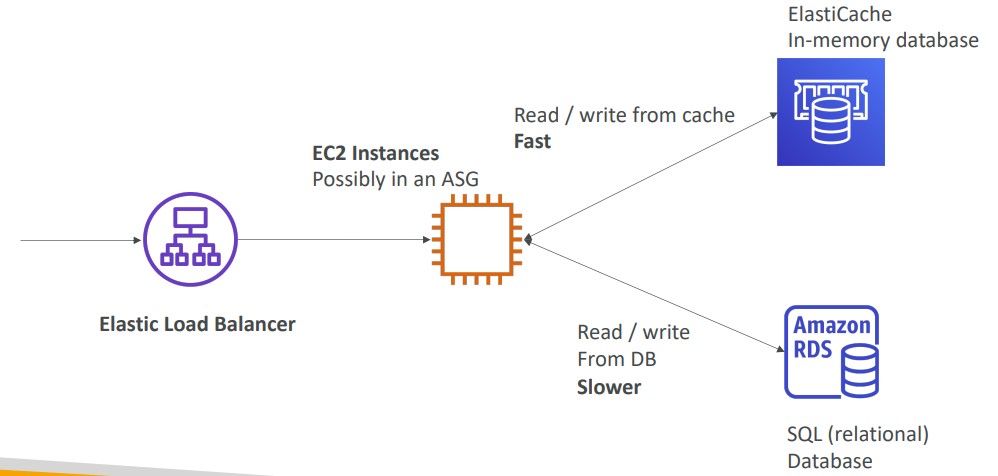 ElastiCache
In-memory database
Read / write from cache
Fast
EC2 Instances
Possibly in an ASG
Elastic Load Balancer
Read / write
From DB
Slower
Amazon
RDS
SQL (relational)
Database